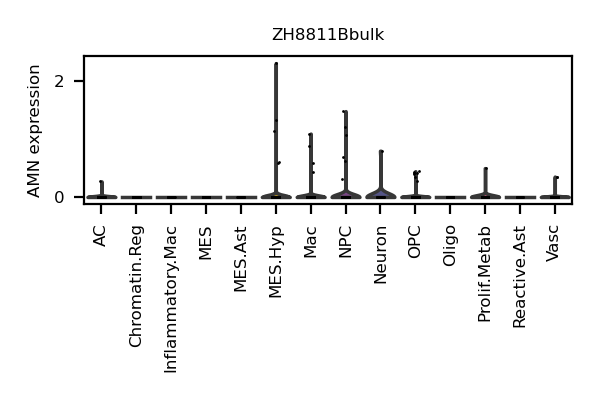 ZH8811Bbulk
AMN expression
2
0
AC
Chromatin.Reg
Inflammatory.Mac
MES
MES.Ast
MES.Hyp
Mac
NPC
Neuron
OPC
Oligo
Prolif.Metab
Reactive.Ast
Vasc